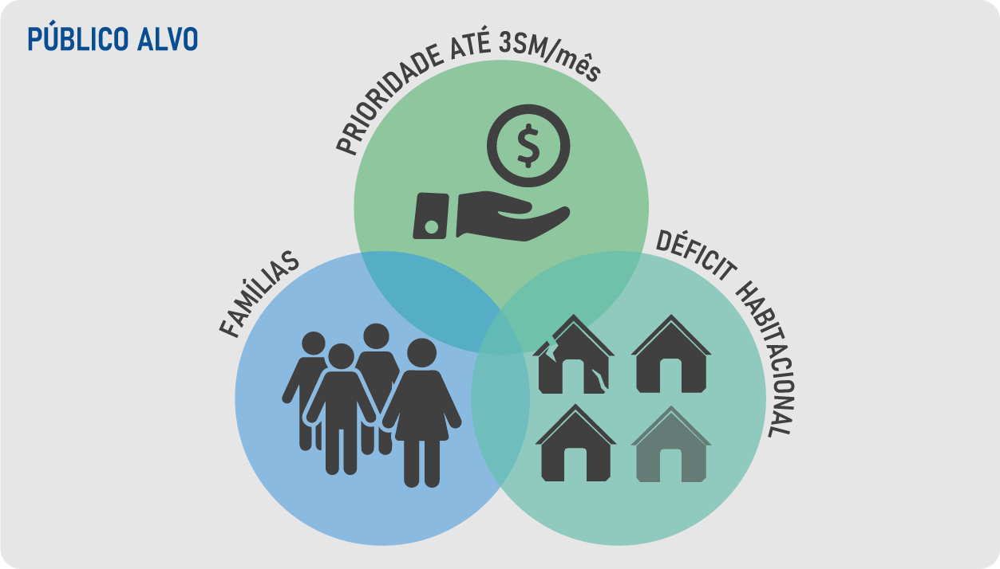 PÚBLICO ALVO
PRIORIDADE ATÉ 3SM/mês
FAMÍLIAS
DÉFICIT HABITACIONAL
$